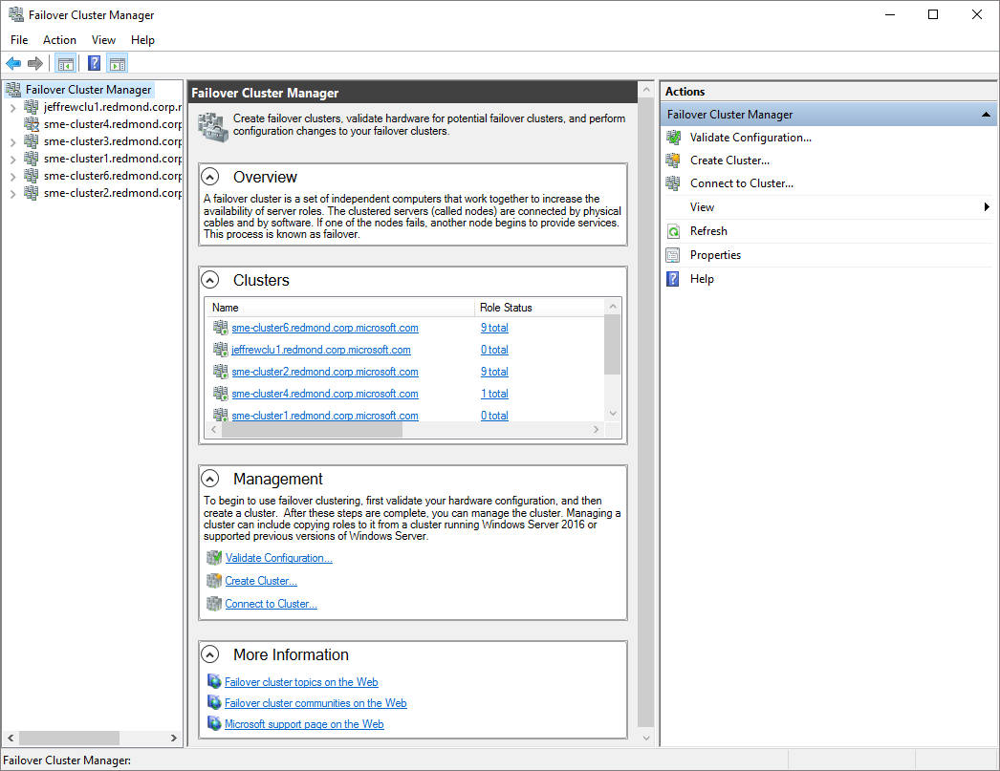 Failover Cluster Manager
File Action View Help
Failover Cluster Manager
jeffrewclu1.redmond.corp.r
sme-cluster4.redmond.corp
sme-cluster3.redmond.corp
sme-cluster1.redmond.corp
sme-cluster6.redmond.corp
sme-cluster2.redmond.corp
Failover Cluster Manager
Create failover clusters, validate hardware for potential failover clusters, and perform
configuration changes to your failover clusters.
Overview
A failover cluster is a set of independent computers that work together to increase the
availability of server roles. The clustered servers (called nodes) are connected by physical
cables and by software. If one of the nodes fails, another node begins to provide services.
This process is known as failover.
Clusters
Name Role Status
sme-cluster6.redmond.corp.microsoft.com 9 total
jeffrewclu1.redmond.corp.microsoft.com 0 total
sme-cluster2.redmond.corp.microsoft.com 9 total
sme-cluster4.redmond.corp.microsoft.com 1 total
sme-cluster1.redmond.corp.microsoft.com 0 total
Management
To begin to use failover clustering, first validate your hardware configuration, and then
create a cluster. After these steps are complete, you can manage the cluster. Managing a
cluster can include copying roles to it from a cluster running Windows Server 2016 or
supported previous versions of Windows Server.
Validate Configuration...
Create Cluster...
Connect to Cluster...
More Information
Failover cluster topics on the Web
Failover cluster communities on the Web
Microsoft support page on the Web
Actions
Failover Cluster Manager
Validate Configuration...
Create Cluster...
Connect to Cluster...
View
Refresh
Properties
Help
Failover Cluster Manager: